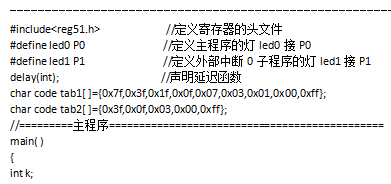 ------------------------------------------------------------------------------------------
#include<reg51.h>                //定义寄存器的头文件
#define led0 P0                  //定义主程序的灯 led0 接 P0
#define led1 P1                  //定义外部中断 0 子程序的灯 led1 接 P1
delay(int);                      //声明延迟函数
char code tab1[ ]={0x7f,0x3f,0x1f,0x0f,0x07,0x03,0x01,0x00,0xff};
char code tab2[ ]={0x3f,0x0f,0x03,0x00,0xff};
//=========主程序=============================================
main( )
{
int k;